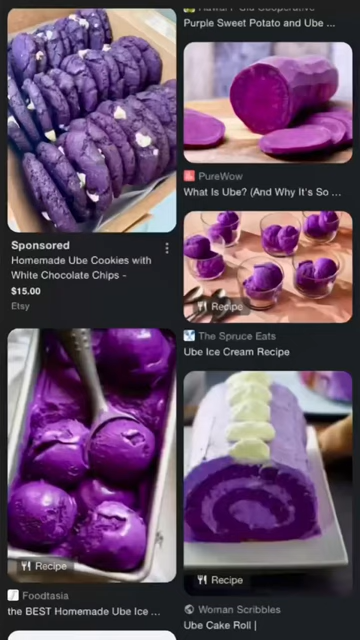 Sponsored
Homemade Ube Cookies with
White Chocolate Chips -
$15.00
Etsy
Recipe
Foodtasia
the BEST Homemade Ube Ice ...
Purple Sweet Potato and Ube ...
PureWow
What Is Ube? (And Why It's So ...
Recipe
The Spruce Eats
Ube Ice Cream Recipe
Recipe
Woman Scribbles
Ube Cake Roll |